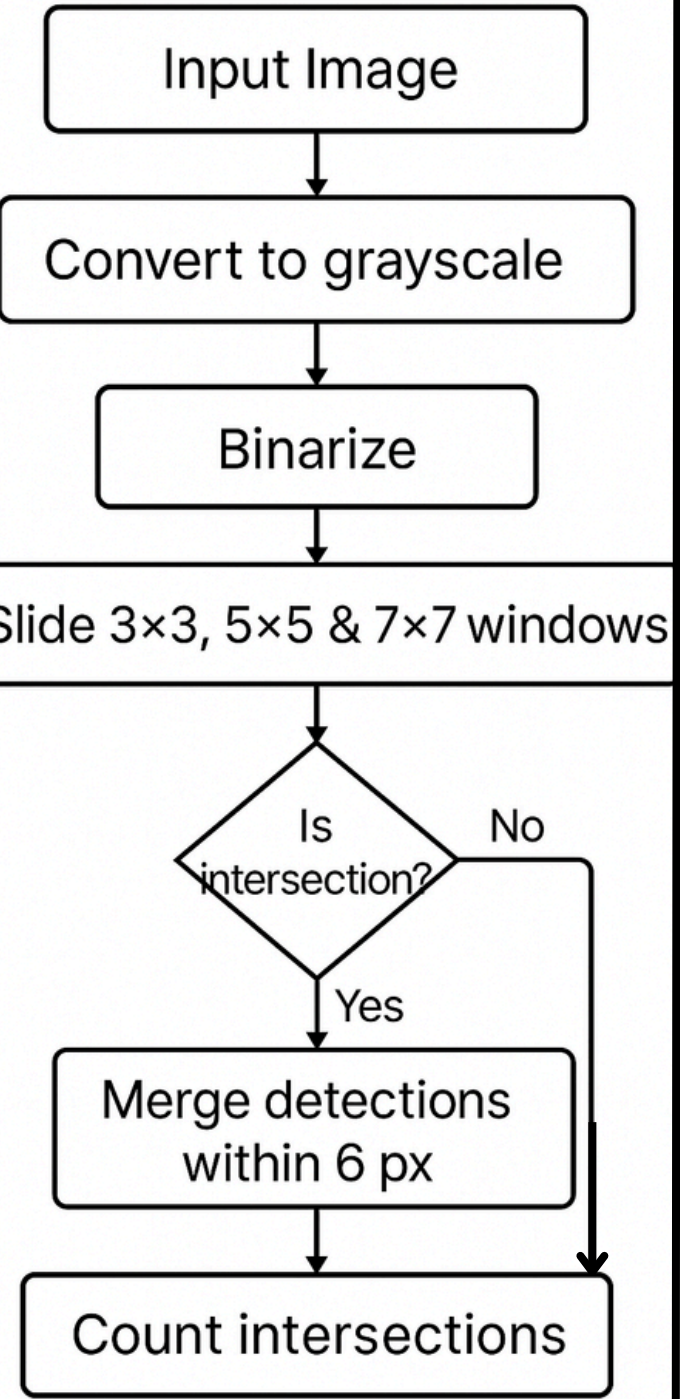 Input Image
Convert to grayscale
Binarize
Slide 3×3, 5×5 & 7×7 windows
Is
intersection?
No
Yes
Merge detections
within 6 px
Count intersections